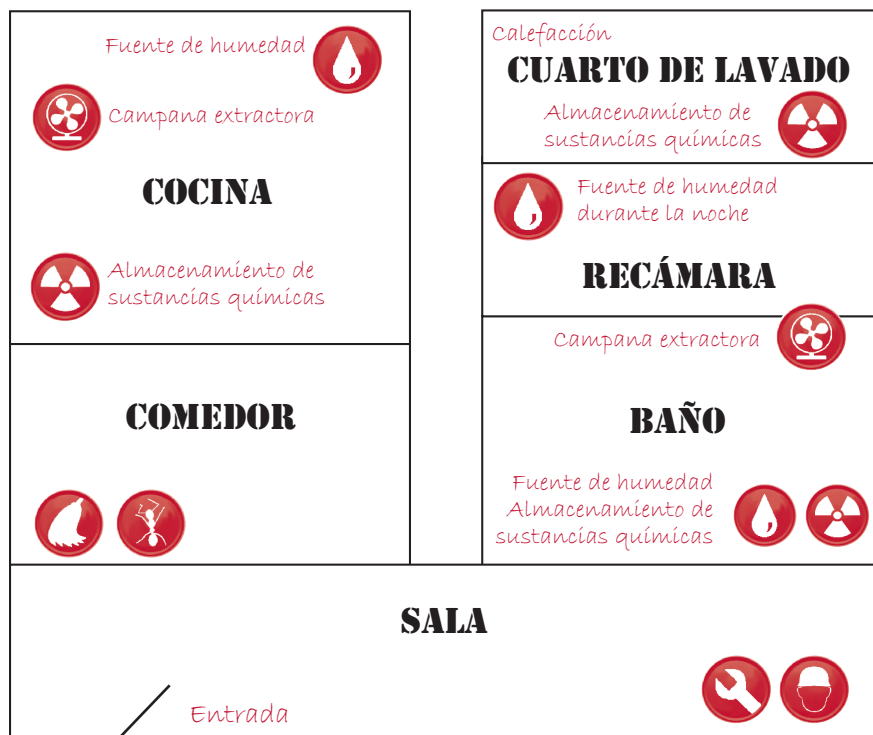 Fuente de humedad
Campana extractora
COCINA
Almacenamiento de
sustancias químicas
Calefacción
CUARTO DE LAVADO
Almacenamiento de
sustancias químicas
Fuente de humedad
durante la noche
RECÁMARA
COMEDOR
Campana extractora
BAÑO
Fuente de humedad
Almacenamiento de
sustancias químicas
SALA
Entrada